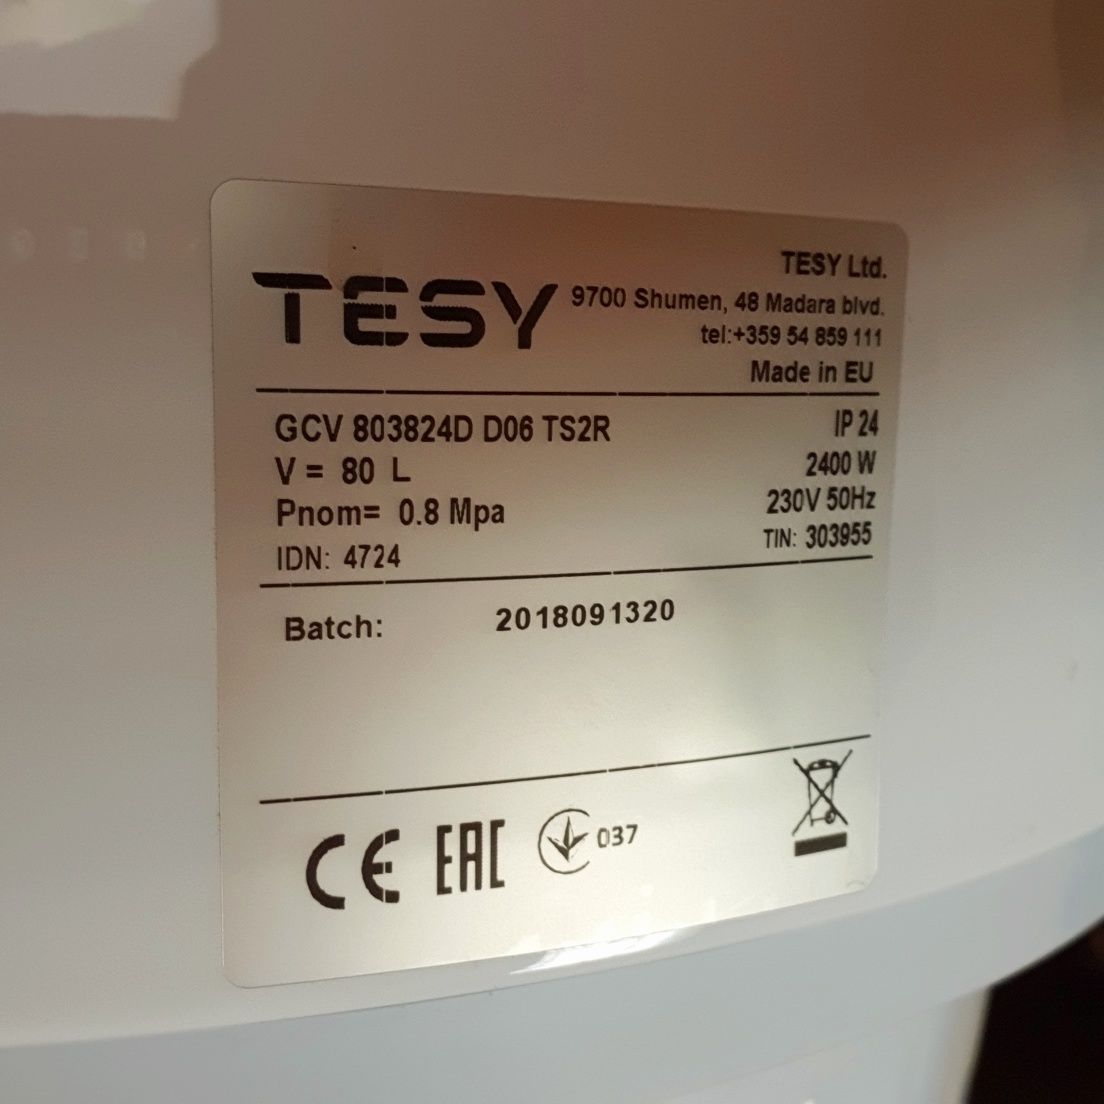 TESY
TESY Ltd.
9700 Shumen, 48 Madara blvd.
tel:+359 54 859 111
Made in EU
GCV 803824D D06 TS2R
IP 24
V = 80 L
2400 W
Pnom= 0.8 Mpa
230V 50Hz
IDN: 4724
TIN: 303955
Batch: 2018091320
CE EAC 037